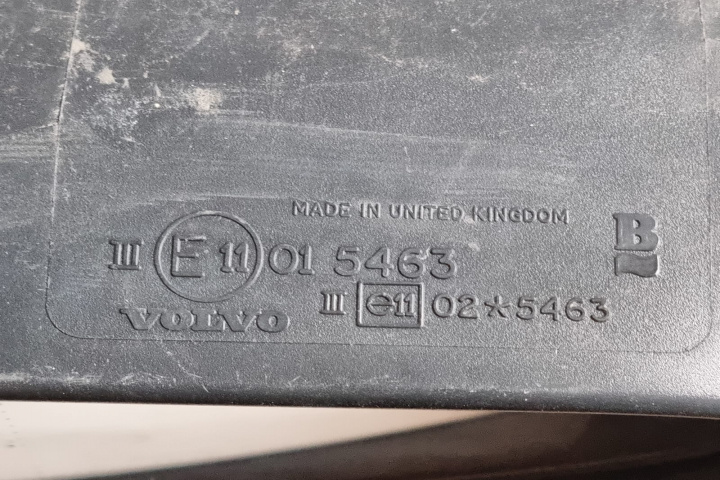 MADE IN UNITED KINGDOM
B
III E 11 01 5463
III e11 02*5463
VOLVO